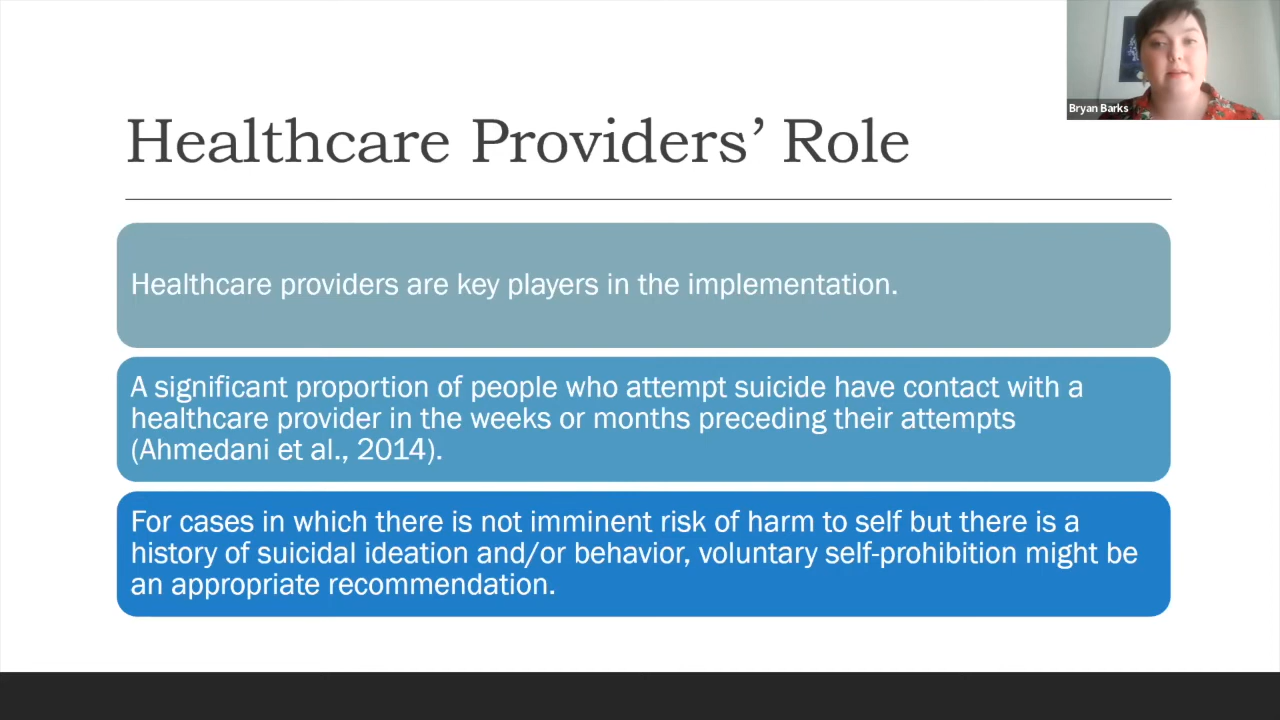 Bryan Barks
Healthcare Providers’ Role
Healthcare providers are key players in the implementation.
A significant proportion of people who attempt suicide have contact with a
healthcare provider in the weeks or months preceding their attempts
(Ahmedani et al., 2014).
For cases in which there is not imminent risk of harm to self but there is a
history of suicidal ideation and/or behavior, voluntary self-prohibition might be
an appropriate recommendation.